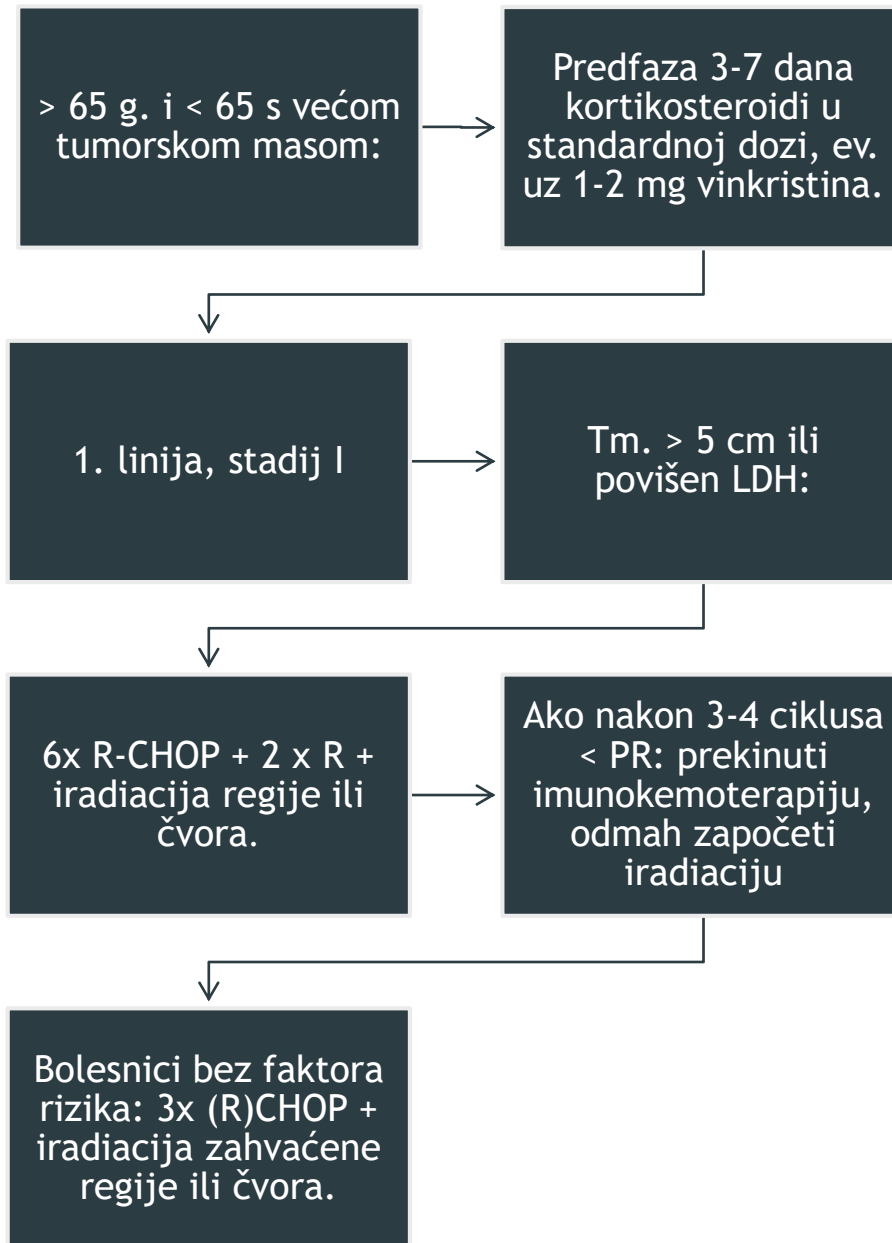 > 65 g. i < 65 s većom
tumorskom masom:
Predfaza 3-7 dana
kortikosteroidi u
standardnoj dozi, ev.
uz 1-2 mg vinkristina.
1. linija, stadij I
Tm. > 5 cm ili
povišen LDH:
6x R-CHOP + 2 x R +
iradiacija regije ili
čvora.
Ako nakon 3-4 ciklusa
< PR: prekinuti
imunokemoterapiju,
odmah započeti
iradiaciju
Bolesnici bez faktora
rizika: 3x (R)CHOP +
iradiacija zahvaćene
regije ili čvora.